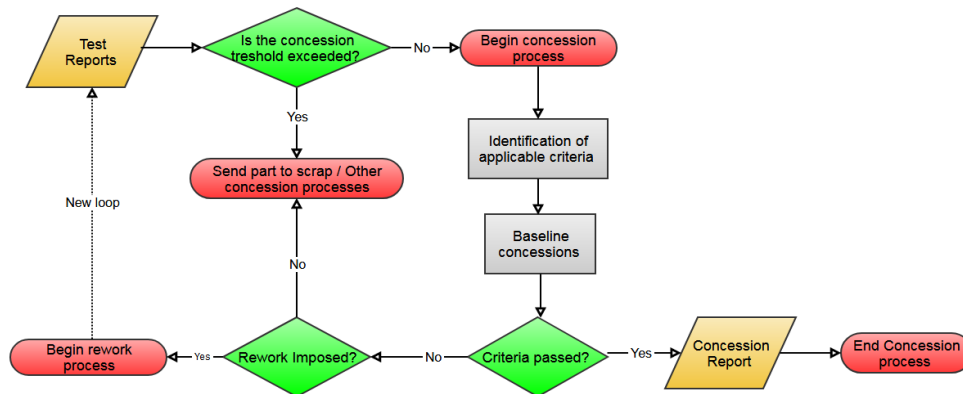 Test
Reports
Is the concession
treshold exceeded?
No
Begin concession
process
Yes
Identification of
applicable criteria
Send part to scrap / Other
concession processes
New loop
Baseline
concessions
No
Begin rework
process
Yes
Rework Imposed?
No
Criteria passed?
Yes
Concession
Report
End Concession
process